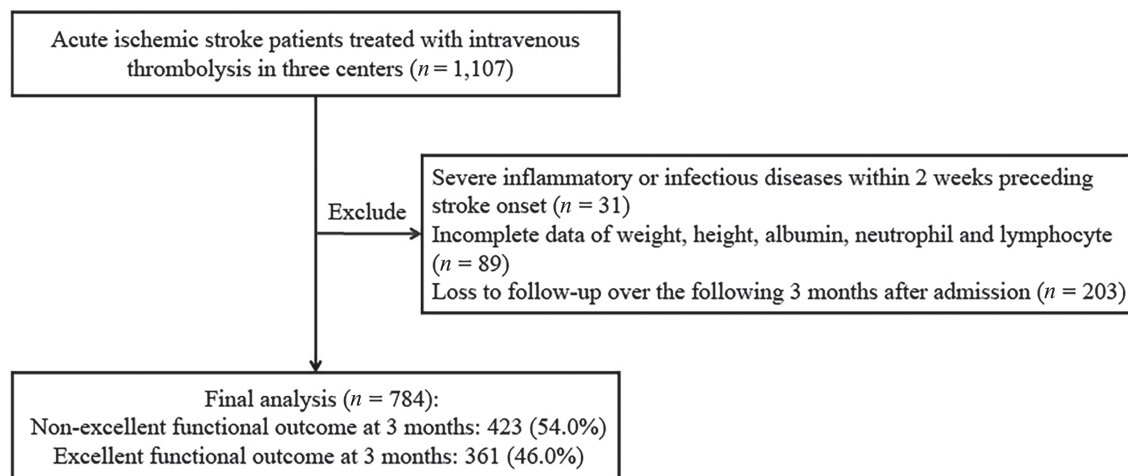 Acute ischemic stroke patients treated with intravenous
thrombolysis in three centers (n = 1,107)
Exclude
Severe inflammatory or infectious diseases within 2 weeks preceding
stroke onset (n = 31)
Incomplete data of weight, height, albumin, neutrophil and lymphocyte
(n = 89)
Loss to follow-up over the following 3 months after admission (n = 203)
Final analysis (n = 784):
Non-excellent functional outcome at 3 months: 423 (54.0%)
Excellent functional outcome at 3 months: 361 (46.0%)